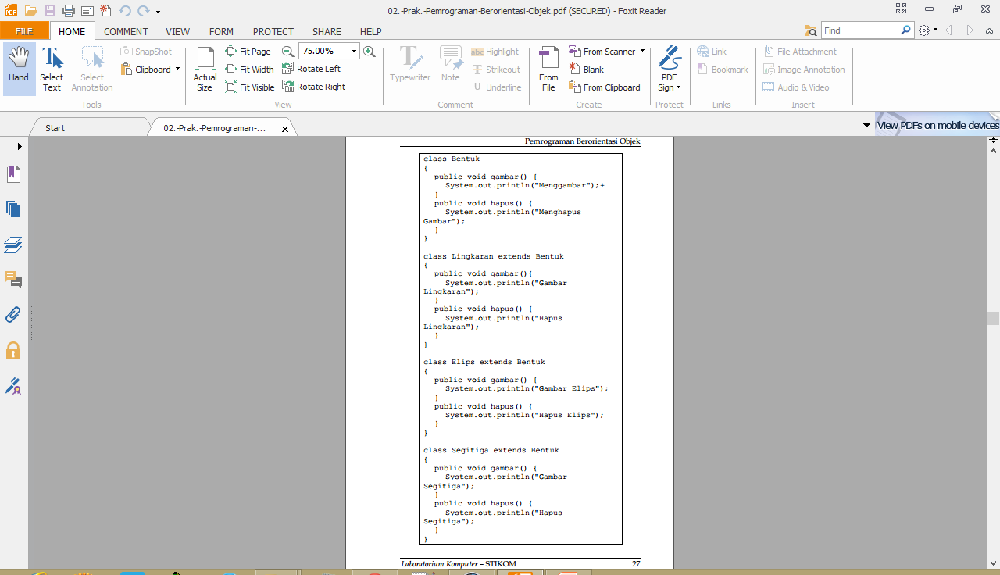 02.-Prak.-Pemrograman-Berorientasi-Objek.pdf (SECURED) - Foxit Reader
FILE HOME COMMENT VIEW FORM PROTECT SHARE HELP Find
Hand
Select Text
Select Annotation
SnapShot
Clipboard
Tools
Actual Size
Fit Page
Fit Width
Fit Visible
75.00%
Rotate Left
Rotate Right
View
Typewriter
Note
abc Highlight
T Strikeout
U Underline
Comment
From File
From Scanner
Blank
From Clipboard
Create
PDF Sign
Protect
Link
Bookmark
Links
File Attachment
Image Annotation
Audio & Video
Insert
Start
02.-Prak.-Pemrograman-...
View PDFs on mobile devices
Pemrograman Berorientasi Objek
class Bentuk
{
public void gambar() {
System.out.println("Menggambar");+
}
public void hapus() {
System.out.println("Menghapus
Gambar");
}
}
class Lingkaran extends Bentuk
{
public void gambar(){
System.out.println("Gambar
Lingkaran");
}
public void hapus() {
System.out.println("Hapus
Lingkaran");
}
}
class Elips extends Bentuk
{
public void gambar() {
System.out.println("Gambar Elips");
}
public void hapus() {
System.out.println("Hapus Elips");
}
}
class Segitiga extends Bentuk
{
public void gambar() {
System.out.println("Gambar
Segitiga");
}
public void hapus() {
System.out.println("Hapus
Segitiga");
}
}
Laboratorium Komputer – STIKOM 27